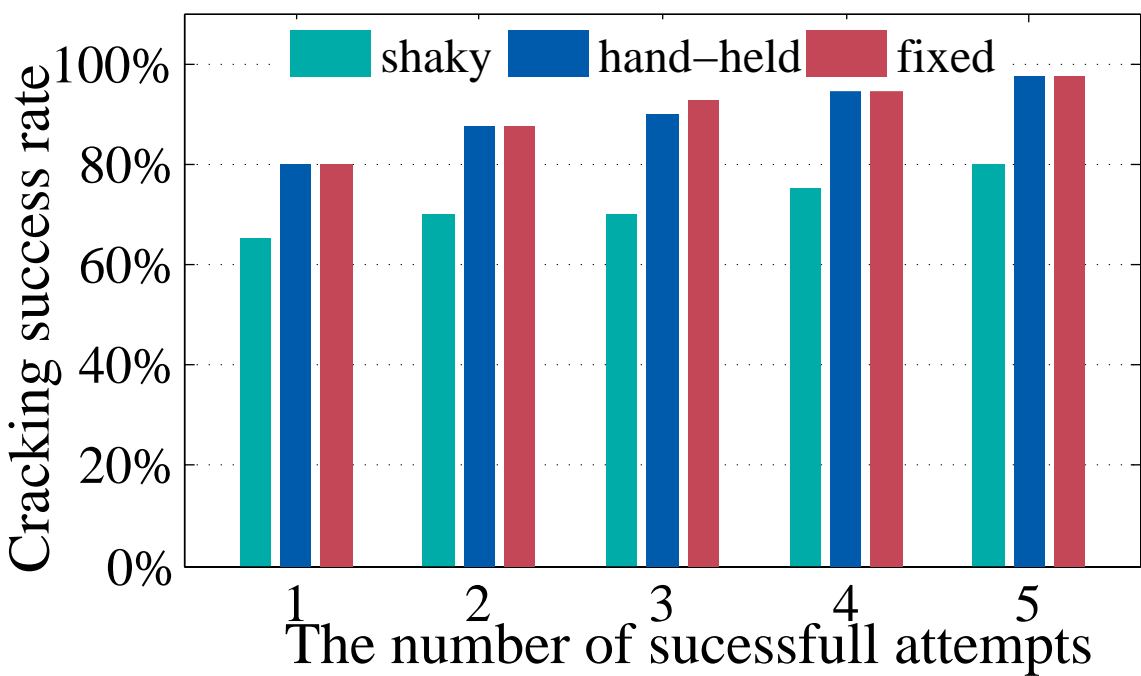 shaky hand-held fixed
Cracking success rate
100%
80%
60%
40%
20%
0%
1 2 3 4 5
The number of sucessfull attempts